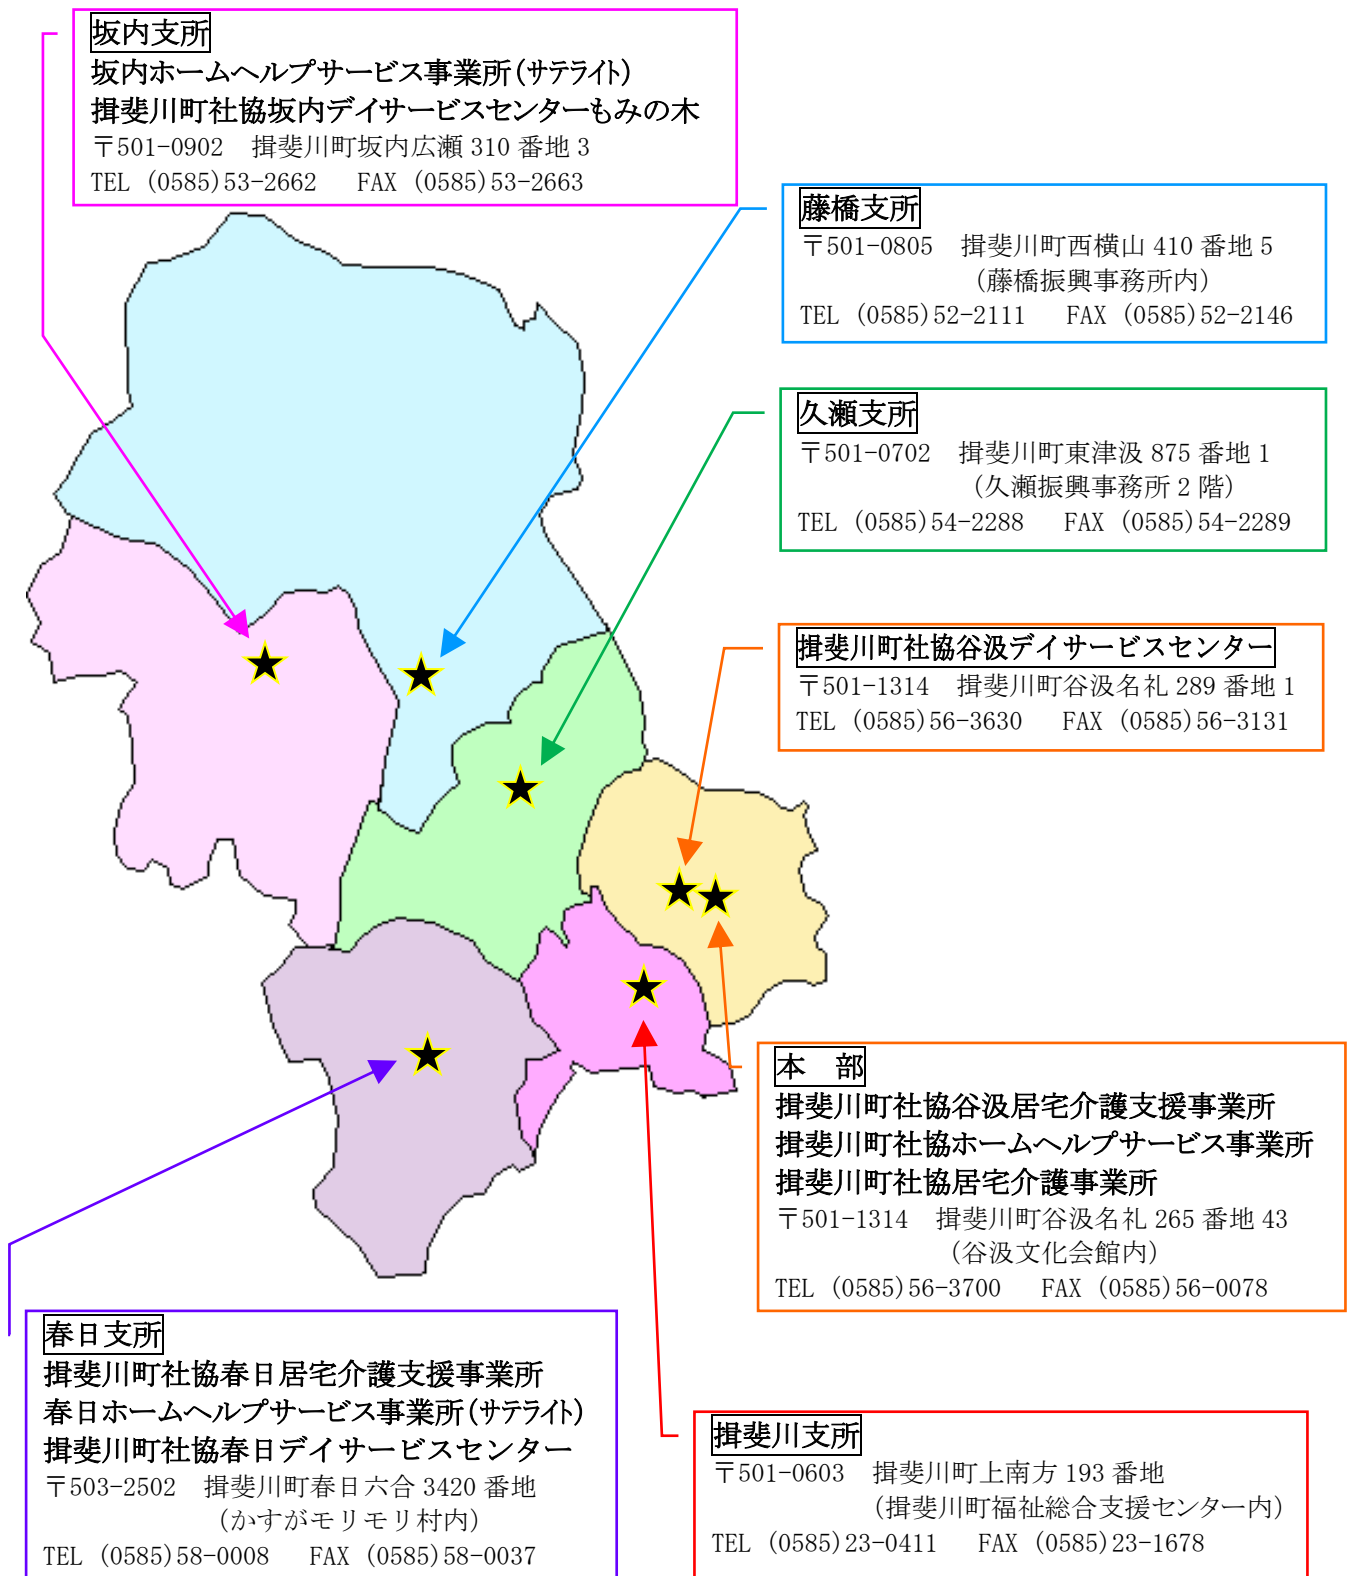 坂内支所
坂内ホームヘルプサービス事業所(サテライト)
揖斐川町社協坂内デイサービスセンターもみの木
〒501-0902　揖斐川町坂内広瀬 310 番地 3
TEL (0585)53-2662　FAX (0585)53-2663
藤橋支所
〒501-0805　揖斐川町西横山 410 番地 5
(藤橋振興事務所内)
TEL (0585)52-2111　FAX (0585)52-2146
久瀬支所
〒501-0702　揖斐川町東津汲 875 番地 1
(久瀬振興事務所 2 階)
TEL (0585)54-2288　FAX (0585)54-2289
揖斐川町社協谷汲デイサービスセンター
〒501-1314　揖斐川町谷汲名礼 289 番地 1
TEL (0585)56-3630　FAX (0585)56-3131
本　部
揖斐川町社協谷汲居宅介護支援事業所
揖斐川町社協ホームヘルプサービス事業所
揖斐川町社協居宅介護事業所
〒501-1314　揖斐川町谷汲名礼 265 番地 43
(谷汲文化会館内)
TEL (0585)56-3700　FAX (0585)56-0078
春日支所
揖斐川町社協春日居宅介護支援事業所
春日ホームヘルプサービス事業所(サテライト)
揖斐川町社協春日デイサービスセンター
〒503-2502　揖斐川町春日六合 3420 番地
(かすがモリモリ村内)
TEL (0585)58-0008　FAX (0585)58-0037
揖斐川支所
〒501-0603　揖斐川町上南方 193 番地
(揖斐川町福祉総合支援センター内)
TEL (0585)23-0411　FAX (0585)23-1678